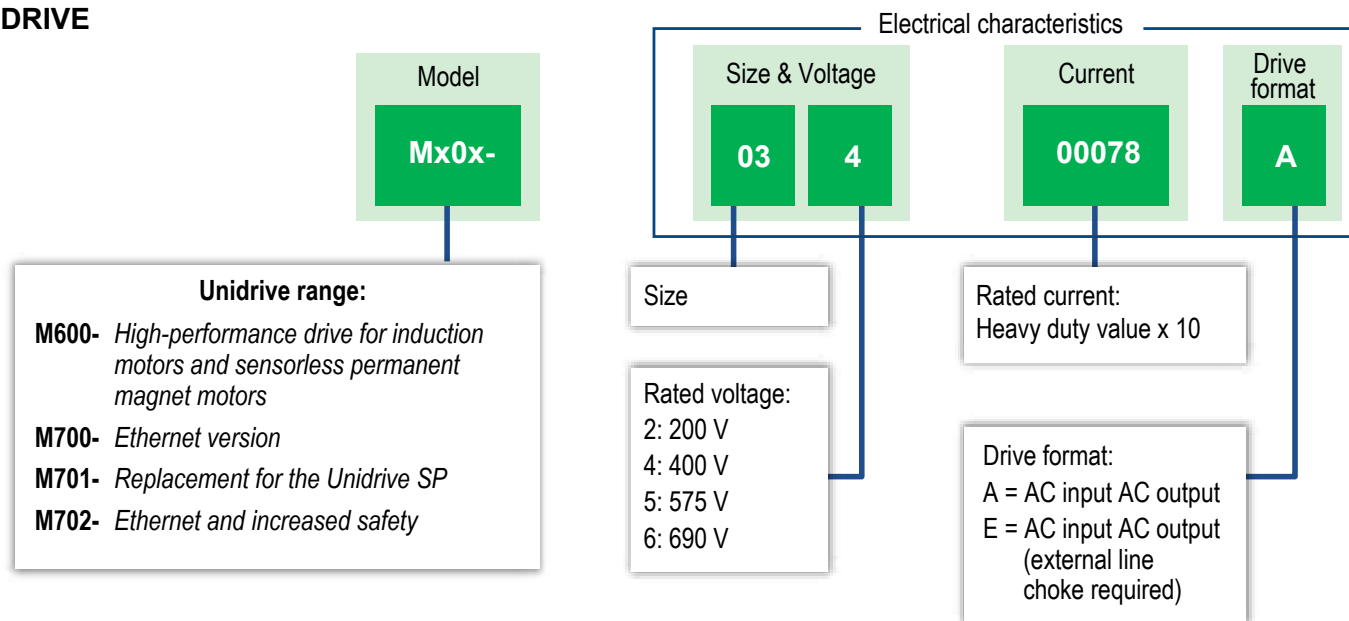 DRIVE
Electrical characteristics
Model
Mx0x-
Size & Voltage
03
4
Current
00078
Drive
format
A
Unidrive range:
M600- High-performance drive for induction
motors and sensorless permanent
magnet motors
M700- Ethernet version
M701- Replacement for the Unidrive SP
M702- Ethernet and increased safety
Size
Rated voltage:
2: 200 V
4: 400 V
5: 575 V
6: 690 V
Rated current:
Heavy duty value x 10
Drive format:
A = AC input AC output
E = AC input AC output
(external line
choke required)